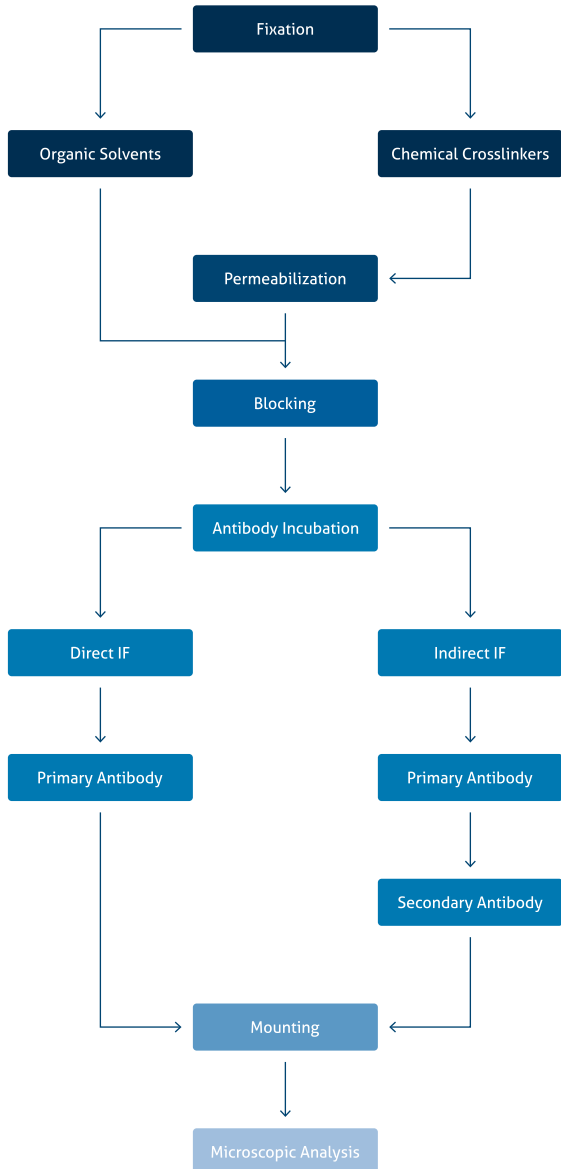 Fixation
Organic Solvents
Chemical Crosslinkers
Permeabilization
Blocking
Antibody Incubation
Direct IF
Indirect IF
Primary Antibody
Primary Antibody
Secondary Antibody
Mounting
Microscopic Analysis